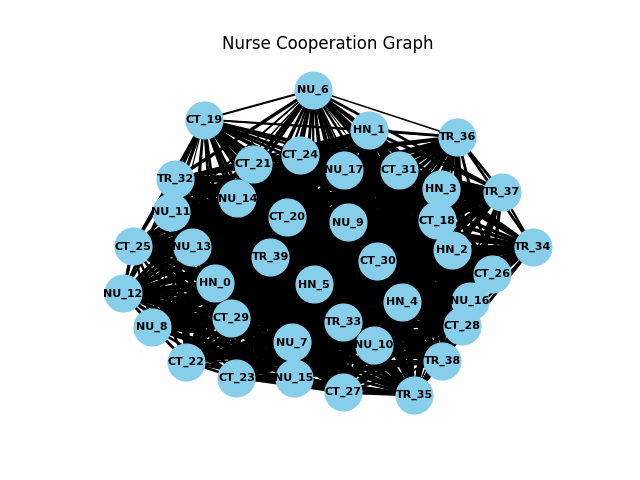 Nurse Cooperation Graph
NU_6
CT_19
HN_1
TR_36
CT_24
CT_21
NU_17
CT_31
TR_32
HN_3
TR_37
NU_14
NU_11
CT_20
NU_9
CT_18
CT_25
NU_13
HN_2
TR_34
TR_39
CT_30
CT_26
HN_0
HN_5
NU_12
NU_16
HN_4
CT_29
TR_33
NU_8
CT_28
NU_7
NU_10
CT_22
TR_38
CT_23
NU_15
CT_27
TR_35